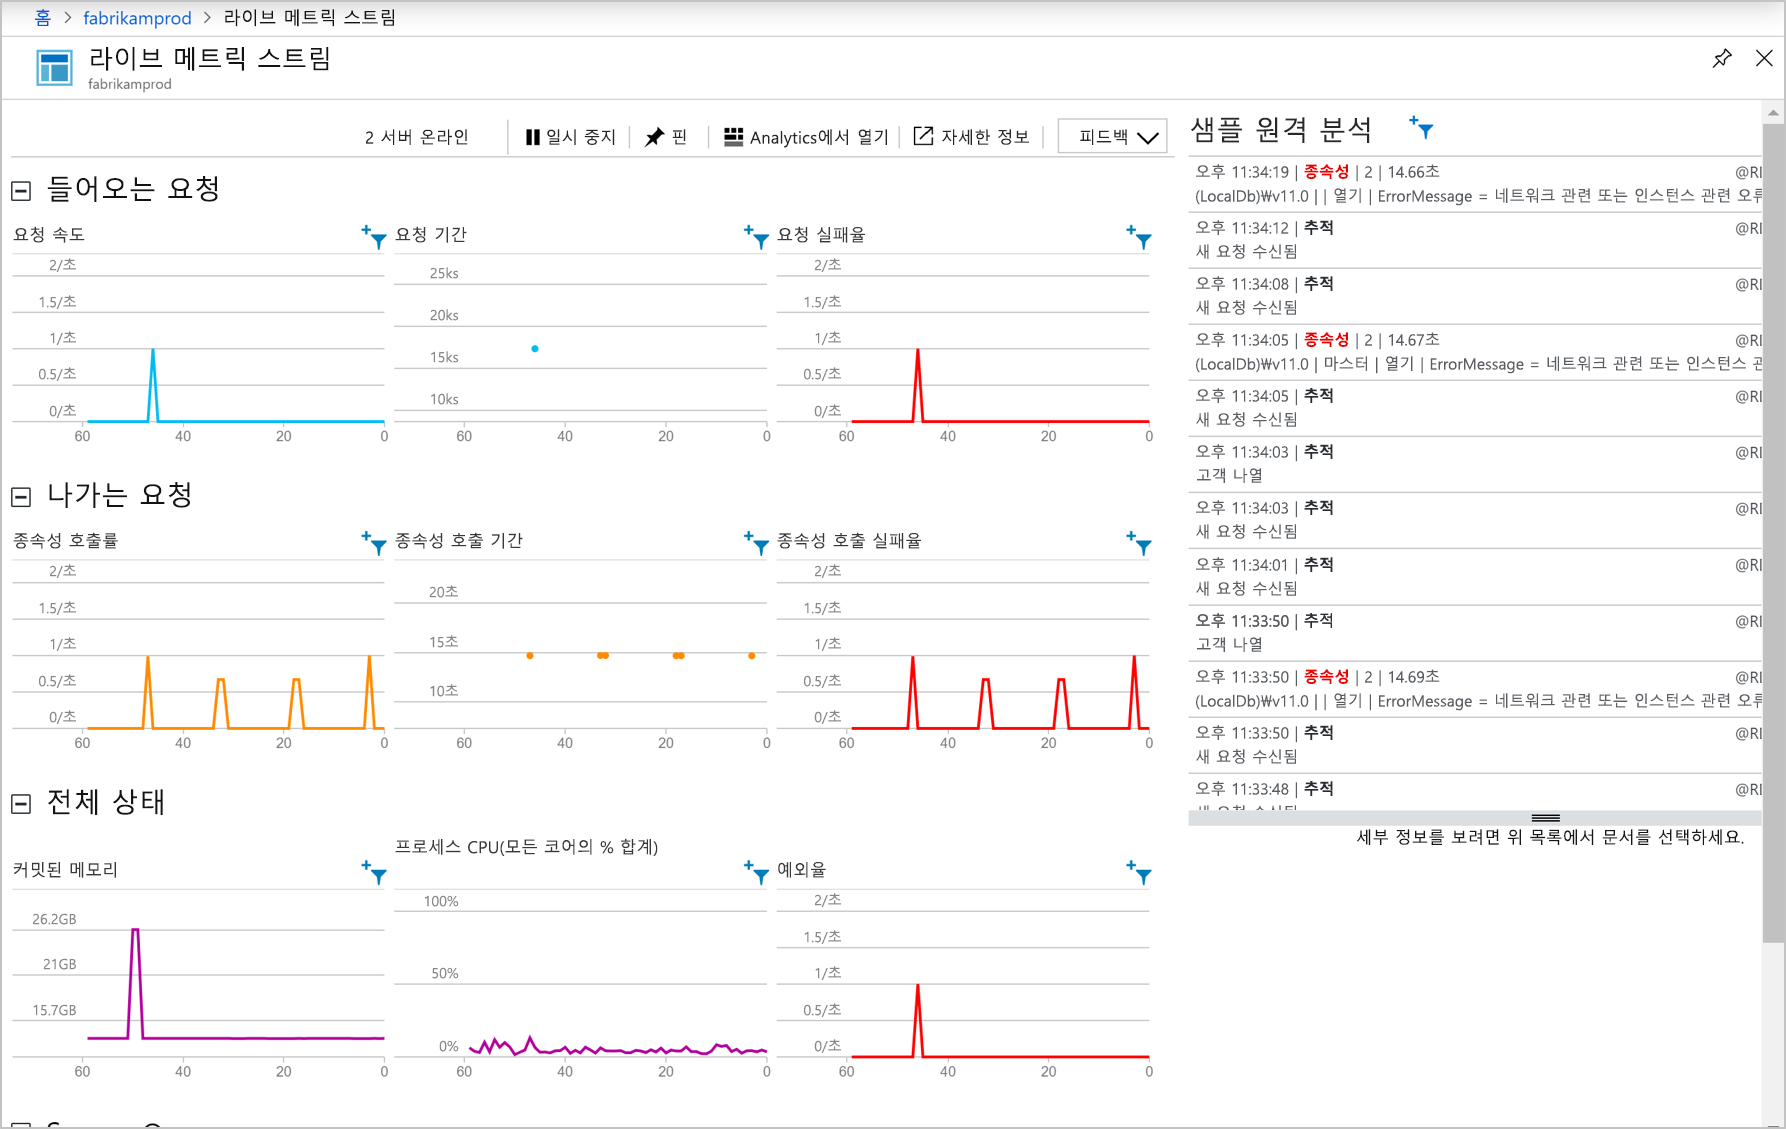 홈 > fabrikamprod > 라이브 메트릭 스트림
라이브 메트릭 스트림
fabrikamprod
2 서버 온라인
일시 중지
핀
Analytics에서 열기
자세한 정보
피드백
들어오는 요청
요청 속도
2/초
1.5/초
1/초
0.5/초
0/초
60 40 20 0
요청 기간
25ks
20ks
15ks
10ks
60 40 20 0
요청 실패율
2/초
1.5/초
1/초
0.5/초
0/초
60 40 20 0
나가는 요청
종속성 호출률
2/초
1.5/초
1/초
0.5/초
0/초
60 40 20 0
종속성 호출 기간
20초
15초
10초
60 40 20 0
종속성 호출 실패율
2/초
1.5/초
1/초
0.5/초
0/초
60 40 20 0
전체 상태
커밋된 메모리
26.2GB
21GB
15.7GB
60 40 20 0
프로세스 CPU(모든 코어의 % 합계)
100%
50%
0%
60 40 20 0
예외율
2/초
1.5/초
1/초
0.5/초
0/초
60 40 20 0
샘플 원격 분석
오후 11:34:19 | 종속성 | 2 | 14.66초 @RI
(LocalDb)₩v11.0 | | 열기 | ErrorMessage = 네트워크 관련 또는 인스턴스 관련 오류
오후 11:34:12 | 추적 @RI
새 요청 수신됨
오후 11:34:08 | 추적 @RI
새 요청 수신됨
오후 11:34:05 | 종속성 | 2 | 14.67초 @RI
(LocalDb)₩v11.0 | 마스터 | 열기 | ErrorMessage = 네트워크 관련 또는 인스턴스 관
오후 11:34:05 | 추적 @RI
새 요청 수신됨
오후 11:34:03 | 추적 @RI
고객 나열
오후 11:34:03 | 추적 @RI
새 요청 수신됨
오후 11:34:01 | 추적 @RI
새 요청 수신됨
오후 11:33:50 | 추적 @RI
고객 나열
오후 11:33:50 | 종속성 | 2 | 14.69초 @RI
(LocalDb)₩v11.0 | | 열기 | ErrorMessage = 네트워크 관련 또는 인스턴스 관련 오류
오후 11:33:50 | 추적 @RI
새 요청 수신됨
오후 11:33:48 | 추적 @RI
새 요청 수신됨
세부 정보를 보려면 위 목록에서 문서를 선택하세요.